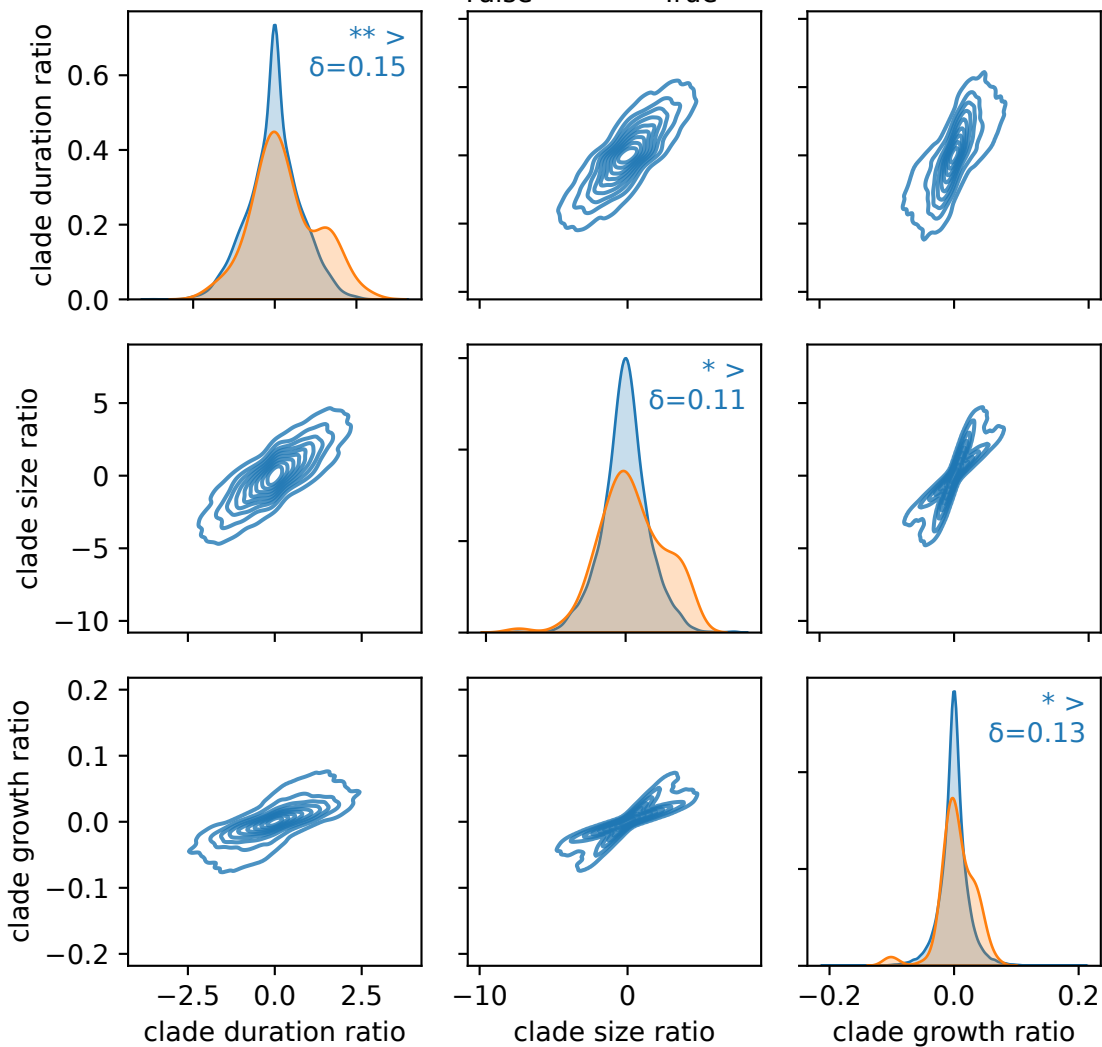 clade duration ratio
0.6
0.4
0.2
0.0
** >
δ=0.15
clade size ratio
5
0
−5
−10
* >
δ=0.11
clade growth ratio
0.2
0.1
0.0
−0.1
−0.2
* >
δ=0.13
−2.5 0.0 2.5
−10 0
−0.2 0.0 0.2
clade duration ratio
clade size ratio
clade growth ratio